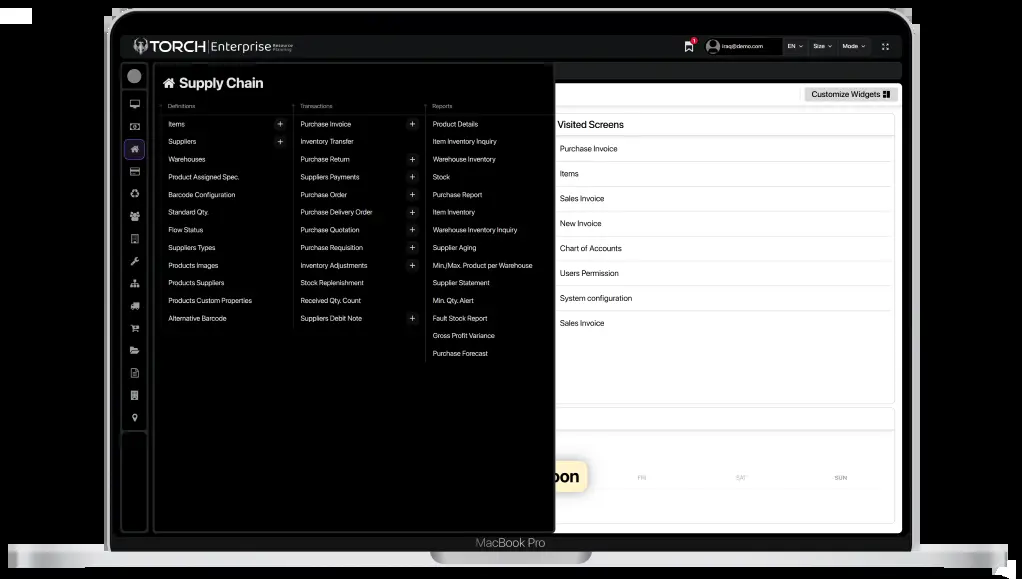 TORCH Enterprise Resource Planning
1
iraq@demo.com
EN
Size
Mode
Supply Chain
Customize Widgets
Definitions
Items
Suppliers
Warehouses
Product Assigned Spec.
Barcode Configuration
Standard Qty.
Flow Status
Suppliers Types
Products Images
Products Suppliers
Products Custom Properties
Alternative Barcode
Transactions
Purchase Invoice
Inventory Transfer
Purchase Return
Suppliers Payments
Purchase Order
Purchase Delivery Order
Purchase Quotation
Purchase Requisition
Inventory Adjustments
Stock Replenishment
Received Qty. Count
Suppliers Debit Note
Reports
Product Details
Item Inventory Inquiry
Warehouse Inventory
Stock
Purchase Report
Item Inventory
Warehouse Inventory Inquiry
Supplier Aging
Min./Max. Product per Warehouse
Supplier Statement
Min. Qty. Alert
Fault Stock Report
Gross Profit Variance
Purchase Forecast
Visited Screens
Purchase Invoice
Items
Sales Invoice
New Invoice
Chart of Accounts
Users Permission
System configuration
Sales Invoice
oon
FRI
SAT
SUN
MacBook Pro